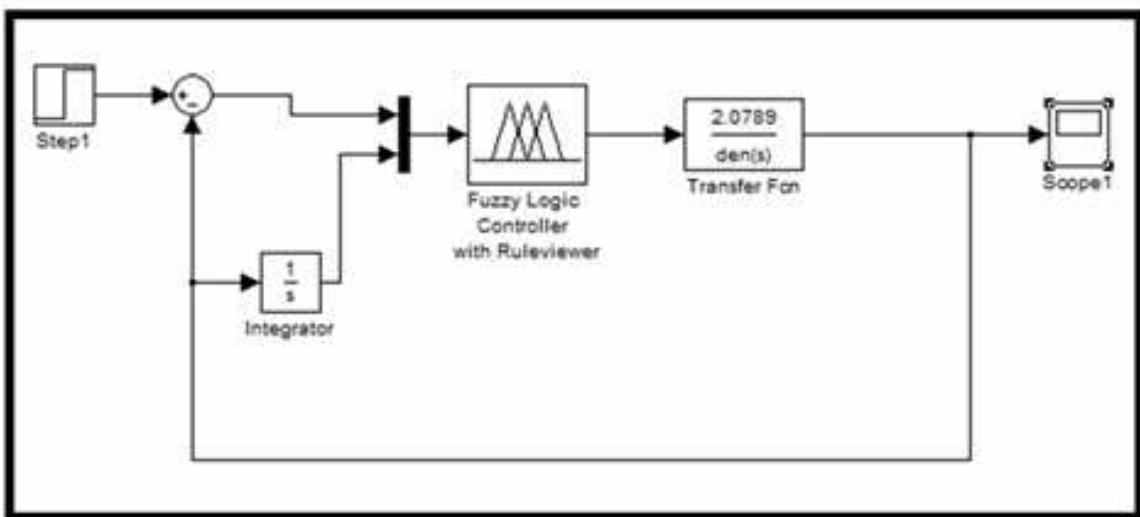 Step1
+
-
Fuzzy Logic
Controller
with Ruleviewer
2.0789
den(s)
Transfer Fcn
Scope1
1
s
Integrator